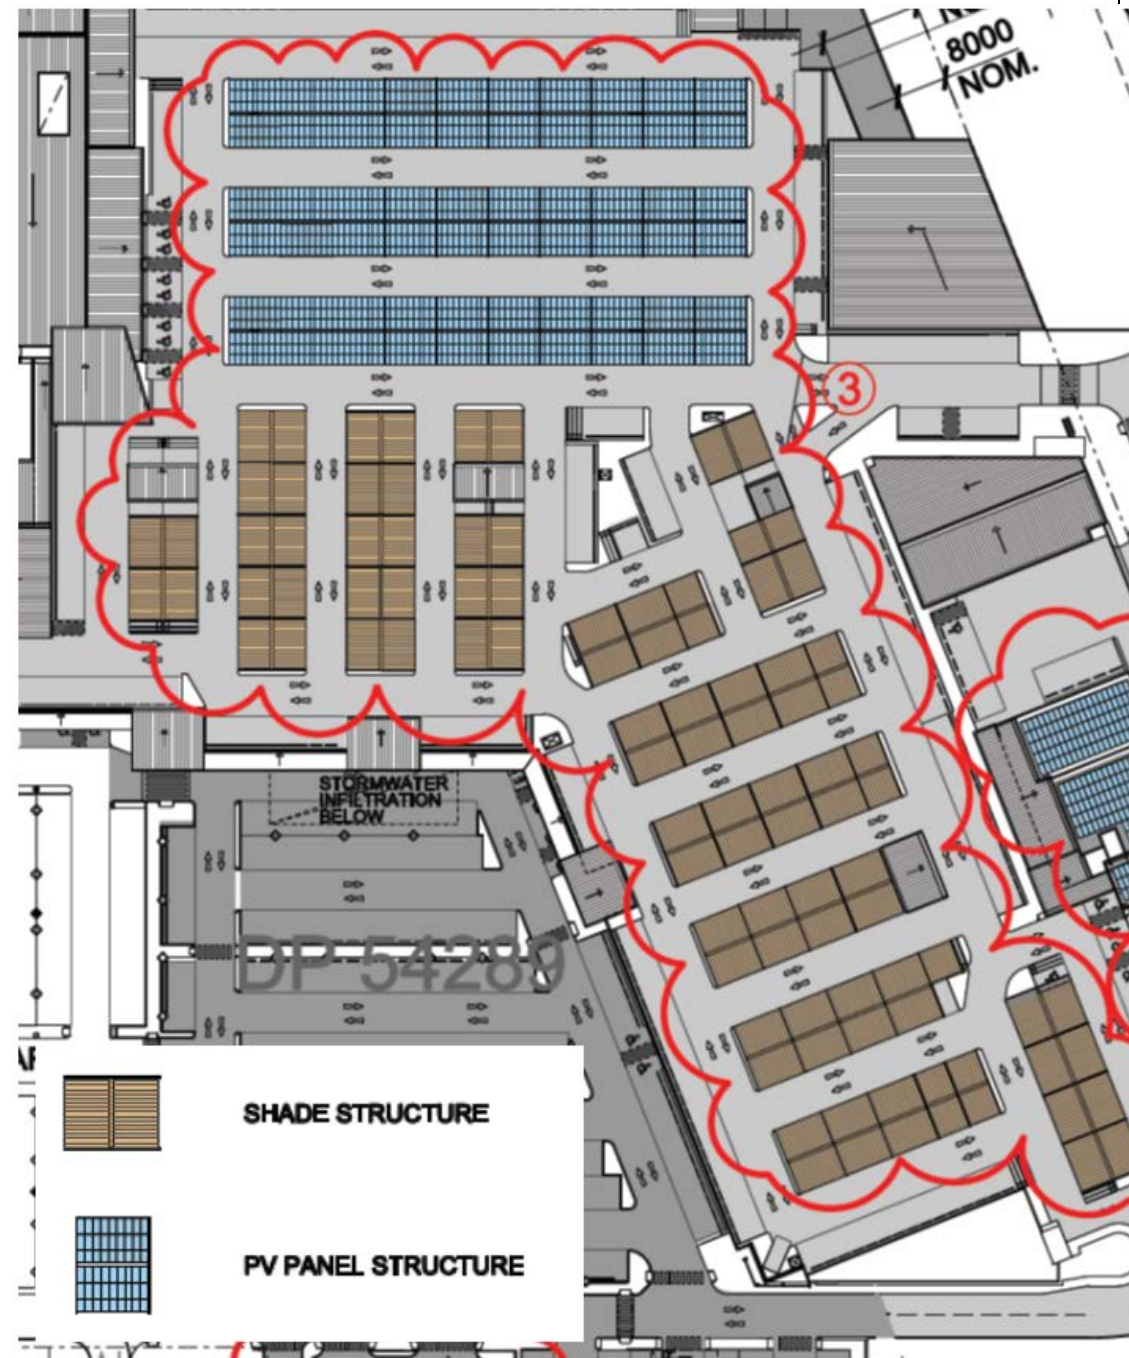 8000
NOM.
3
STORMWATER
INFILTRATION
BELOW
DP 54289
SHADE STRUCTURE
PV PANEL STRUCTURE